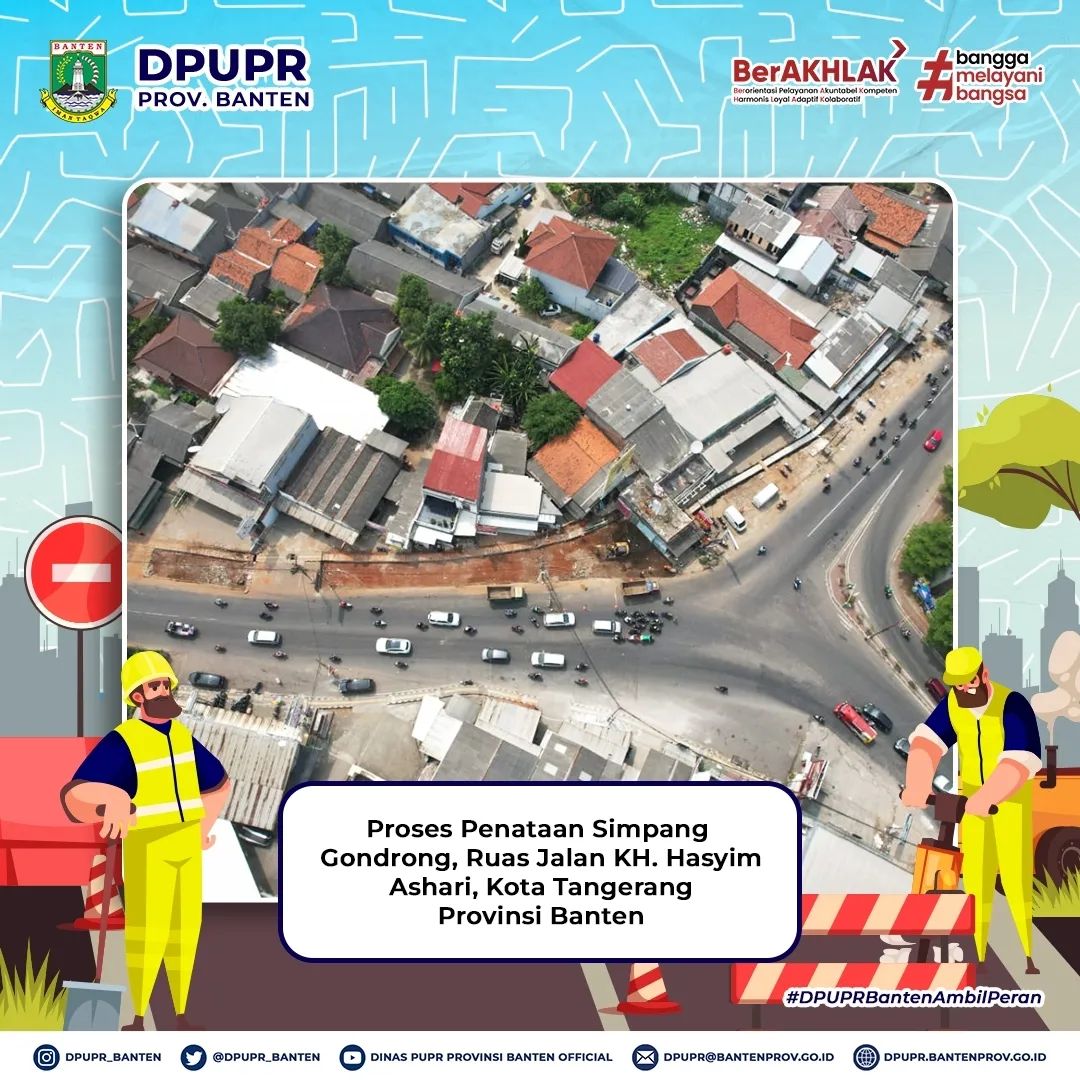 BANTEN
IMAN TAQWA
DPUPR
PROV. BANTEN
BerAKHLAK
Berorientasi Pelayanan Akuntabel Kompeten
Harmonis Loyal Adaptif Kolaboratif
#bangga
melayani
bangsa
Proses Penataan Simpang
Gondrong, Ruas Jalan KH. Hasyim
Ashari, Kota Tangerang
Provinsi Banten
#DPUPRBantenAmbilPeran
DPUPR_BANTEN
@DPUPR_BANTEN
DINAS PUPR PROVINSI BANTEN OFFICIAL
DPUPR@BANTENPROV.GO.ID
DPUPR.BANTENPROV.GO.ID